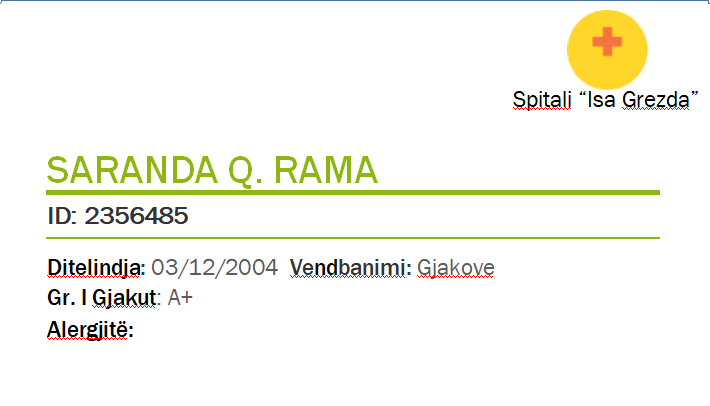 Spitali “Isa Grezda”
SARANDA Q. RAMA
ID: 2356485
Ditelindja: 03/12/2004 Vendbanimi: Gjakove
Gr. I Gjakut: A+
Alergjitë: